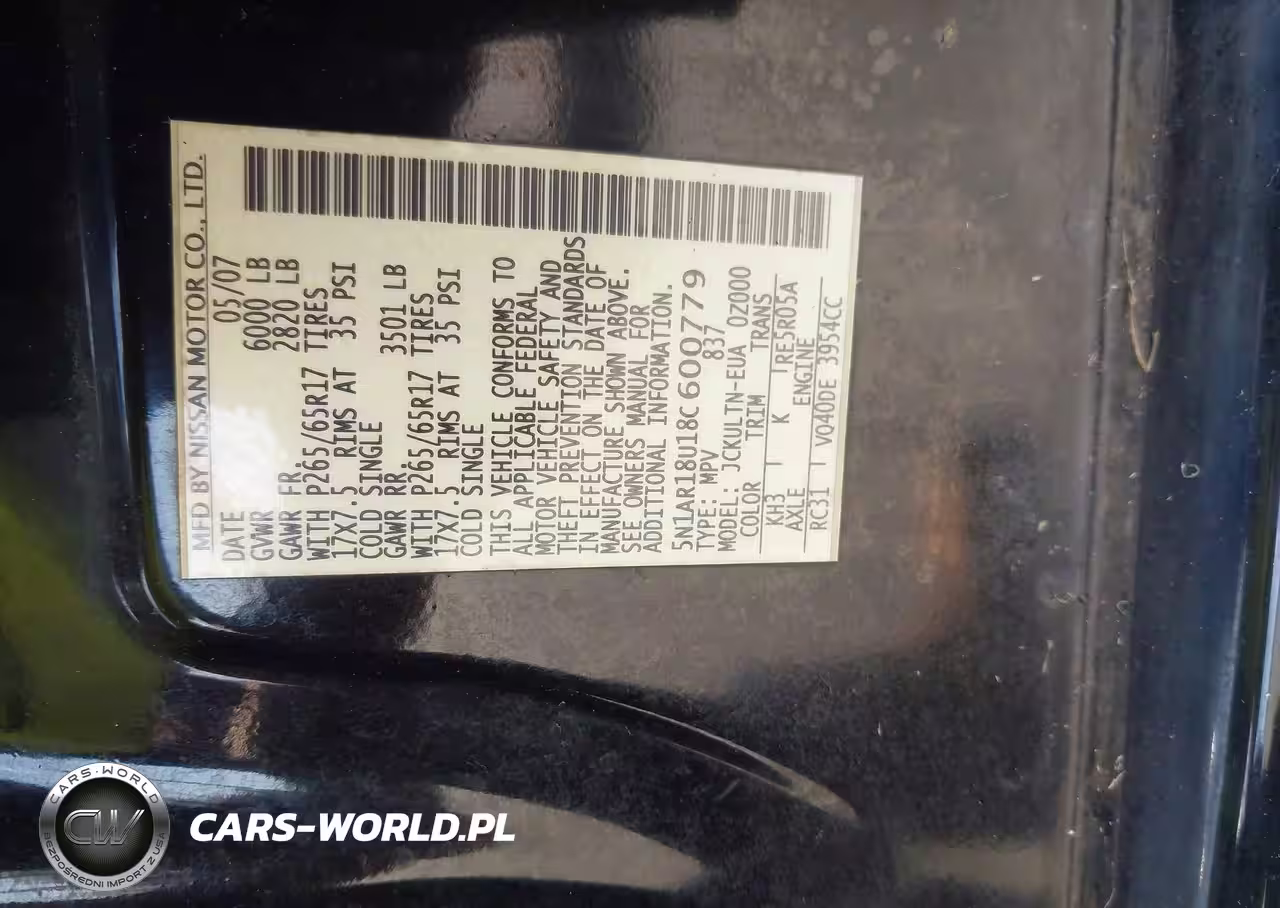 MFD BY NISSAN MOTOR CO., LTD.
DATE 05/07
GVWR 6000 LB
GAWR FR. 2820 LB
WITH P265/65R17 TIRES
17X7.5 RIMS AT 35 PSI
COLD SINGLE
GAWR RR. 3501 LB
WITH P265/65R17 TIRES
17X7.5 RIMS AT 35 PSI
COLD SINGLE
THIS VEHICLE CONFORMS TO
ALL APPLICABLE FEDERAL
MOTOR VEHICLE SAFETY AND
THEFT PREVENTION STANDARDS
IN EFFECT ON THE DATE OF
MANUFACTURE SHOWN ABOVE.
SEE OWNERS MANUAL FOR
ADDITIONAL INFORMATION.
5N1AR18U18C600779
TYPE: MPV 837
MODEL: JCKULTN-EUA 0Z000
COLOR TRIM TRANS
KH3 K RE5R05A
AXLE ENGINE
RC31 VQ40DE 3954CC
CARS-WORLD
CW
BEZPOŚREDNI IMPORT Z USA
CARS-WORLD.PL